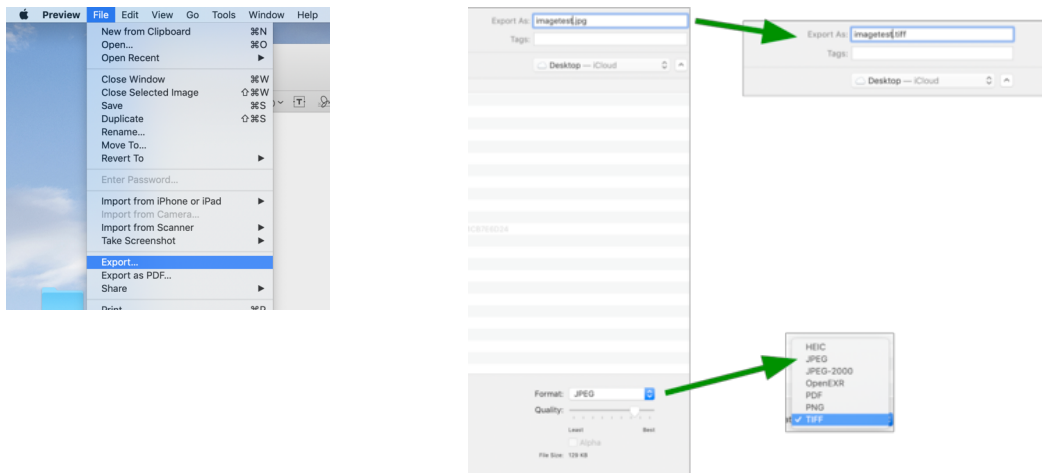 Preview File Edit View Go Tools Window Help
New from Clipboard ⌘N
Open... ⌘O
Open Recent ▶
Close Window ⌘W
Close Selected Image ⇧⌘W
Save ⌘S
Duplicate ⇧⌘S
Rename...
Move To...
Revert To ▶
Enter Password...
Import from iPhone or iPad ▶
Import from Camera...
Import from Scanner ▶
Take Screenshot ▶
Export...
Export as PDF...
Share ▶
Print ⌘P
Export As: imagetest.jpg
Tags:
Desktop — iCloud
Format: JPEG
Quality:
Least Best
Alpha
File Size: 129 KB
Export As: imagetest.tiff
Tags:
Desktop — iCloud
HEIC
JPEG
JPEG-2000
OpenEXR
PDF
PNG
✓ TIFF